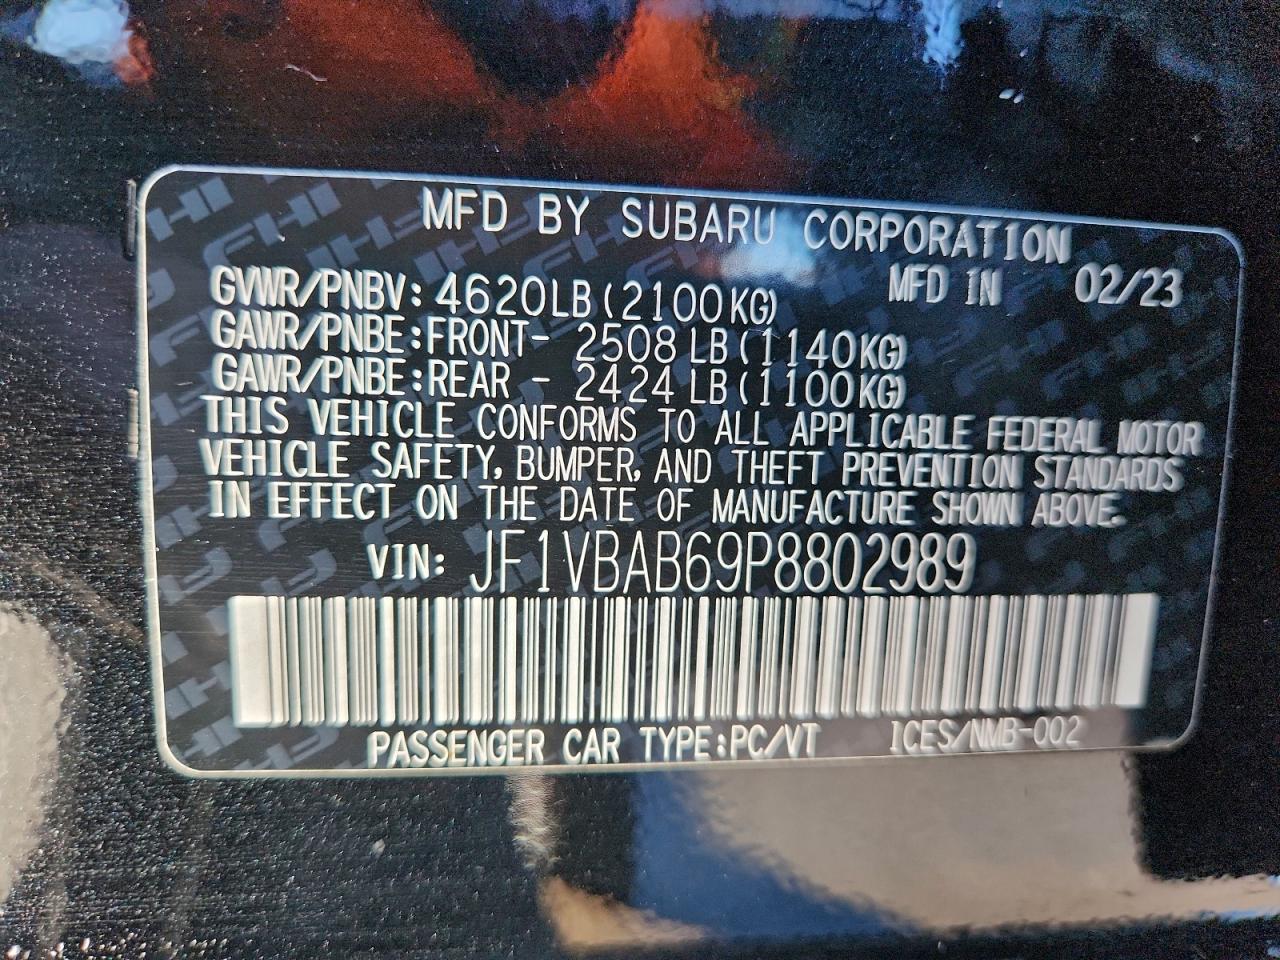 MFD BY SUBARU CORPORATION
MFD IN 02/23
GVWR/PNBV: 4620LB (2100KG)
GAWR/PNBE: FRONT- 2508 LB (1140KG)
GAWR/PNBE: REAR - 2424 LB (1100KG)
THIS VEHICLE CONFORMS TO ALL APPLICABLE FEDERAL MOTOR
VEHICLE SAFETY, BUMPER, AND THEFT PREVENTION STANDARDS
IN EFFECT ON THE DATE OF MANUFACTURE SHOWN ABOVE.
VIN: JF1VBAB69P8802989
PASSENGER CAR TYPE:PC/VT ICES/NMB-002